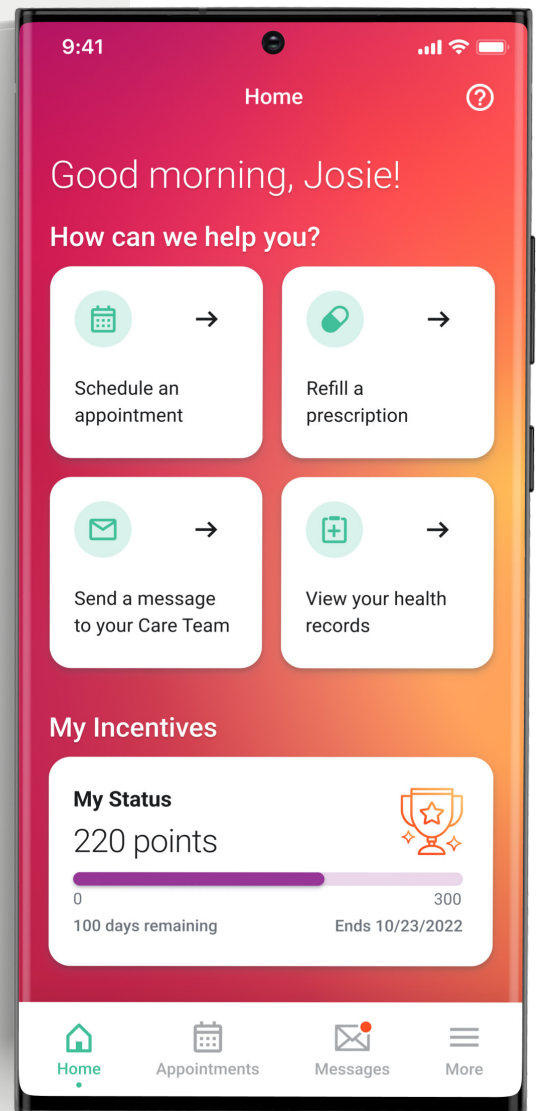 9:41
Home
Good morning, Josie!
How can we help you?
Schedule an
appointment
Refill a
prescription
Send a message
to your Care Team
View your health
records
My Incentives
My Status
220 points
0
300
100 days remaining
Ends 10/23/2022
Home
Appointments
Messages
More